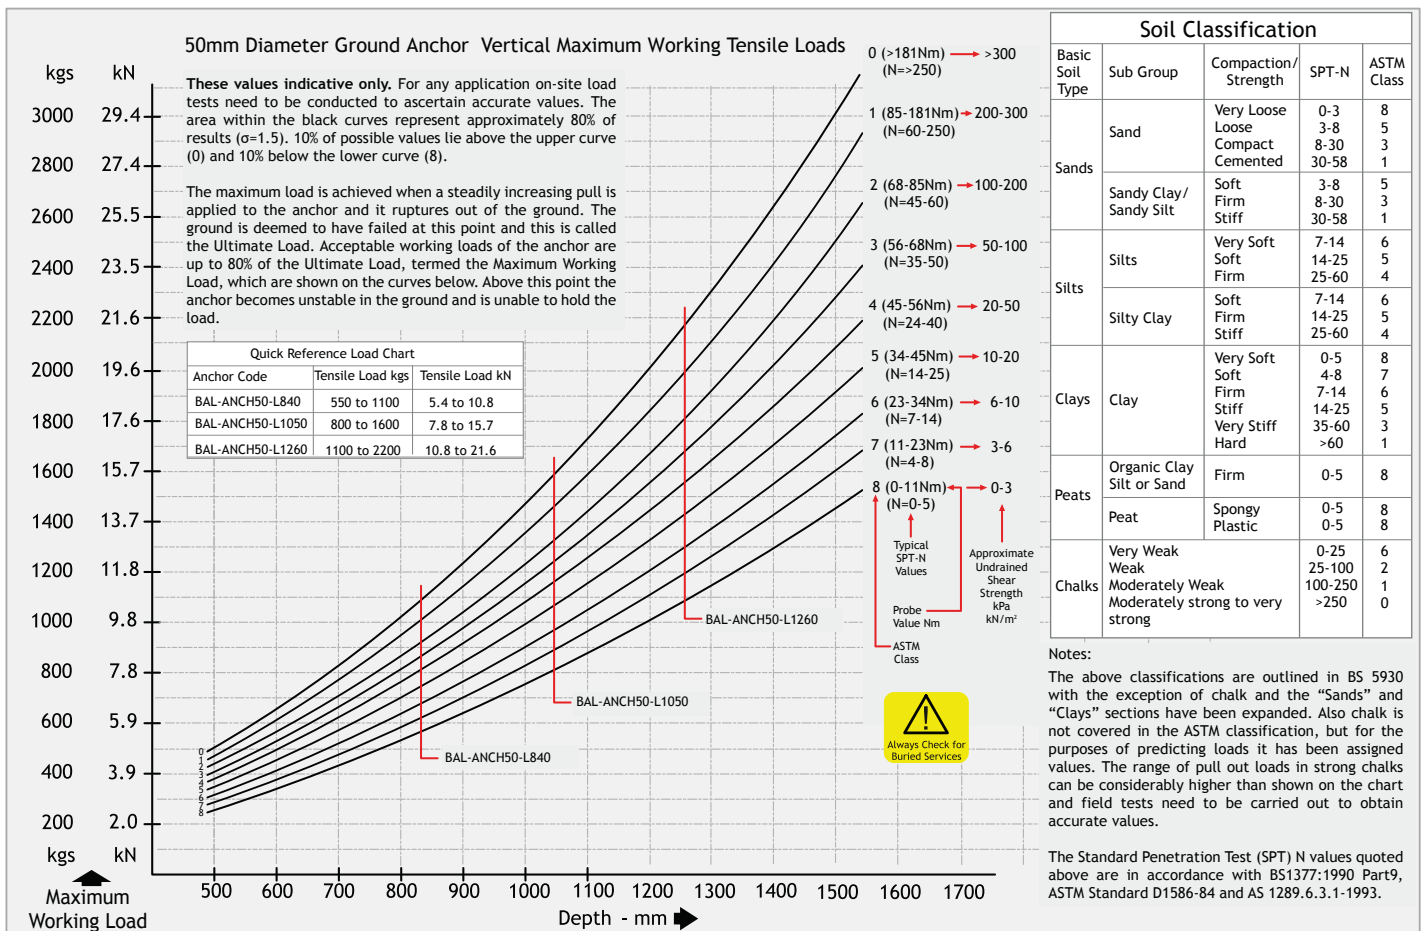 50mm Diameter Ground Anchor Vertical Maximum Working Tensile Loads
kgs kN
These values indicative only. For any application on-site load
tests need to be conducted to ascertain accurate values. The
area within the black curves represent approximately 80% of
results (σ=1.5). 10% of possible values lie above the upper curve
(0) and 10% below the lower curve (8).
The maximum load is achieved when a steadily increasing pull is
applied to the anchor and it ruptures out of the ground. The
ground is deemed to have failed at this point and this is called
the Ultimate Load. Acceptable working loads of the anchor are
up to 80% of the Ultimate Load, termed the Maximum Working
Load, which are shown on the curves below. Above this point the
anchor becomes unstable in the ground and is unable to hold the
load.
3000 29.4
2800 27.4
2600 25.5
2400 23.5
2200 21.6
2000 19.6
1800 17.6
1600 15.7
1400 13.7
1200 11.8
1000 9.8
800 7.8
600 5.9
400 3.9
200 2.0
kgs kN
Maximum
Working Load
Quick Reference Load Chart
Anchor Code Tensile Load kgs Tensile Load kN
BAL-ANCH50-L840 550 to 1100 5.4 to 10.8
BAL-ANCH50-L1050 800 to 1600 7.8 to 15.7
BAL-ANCH50-L1260 1100 to 2200 10.8 to 21.6
0
1
2
3
4
5
6
7
8
BAL-ANCH50-L840
BAL-ANCH50-L1050
BAL-ANCH50-L1260
500 600 700 800 900 1000 1100 1200 1300 1400 1500 1600 1700
Depth - mm
0 (>181Nm) >300
(N=>250)
1 (85-181Nm) 200-300
(N=60-250)
2 (68-85Nm) 100-200
(N=45-60)
3 (56-68Nm) 50-100
(N=35-50)
4 (45-56Nm) 20-50
(N=24-40)
5 (34-45Nm) 10-20
(N=14-25)
6 (23-34Nm) 6-10
(N=7-14)
7 (11-23Nm) 3-6
(N=4-8)
8 (0-11Nm) 0-3
(N=0-5)
Typical
SPT-N
Values
Approximate
Undrained
Shear
Strength
kPa
kN/m²
Probe
Value Nm
ASTM
Class
Always Check for
Buried Services
Soil Classification
Basic
Soil
Type
Sub Group
Compaction/
Strength
SPT-N
ASTM
Class
Sands
Sand
Very Loose 0-3 8
Loose 3-8 5
Compact 8-30 3
Cemented 30-58 1
Sandy Clay/
Sandy Silt
Soft 3-8 5
Firm 8-30 3
Stiff 30-58 1
Silts
Silts
Very Soft 7-14 6
Soft 14-25 5
Firm 25-60 4
Silty Clay
Soft 7-14 6
Firm 14-25 5
Stiff 25-60 4
Clays
Clay
Very Soft 0-5 8
Soft 4-8 7
Firm 7-14 6
Stiff 14-25 5
Very Stiff 35-60 3
Hard >60 1
Peats
Organic Clay
Silt or Sand
Firm 0-5 8
Peat
Spongy 0-5 8
Plastic 0-5 8
Chalks
Very Weak 0-25 6
Weak 25-100 2
Moderately Weak 100-250 1
Moderately strong to very >250 0
strong
Notes:
The above classifications are outlined in BS 5930
with the exception of chalk and the “Sands” and
“Clays” sections have been expanded. Also chalk is
not covered in the ASTM classification, but for the
purposes of predicting loads it has been assigned
values. The range of pull out loads in strong chalks
can be considerably higher than shown on the chart
and field tests need to be carried out to obtain
accurate values.
The Standard Penetration Test (SPT) N values quoted
above are in accordance with BS1377:1990 Part9,
ASTM Standard D1586-84 and AS 1289.6.3.1-1993.